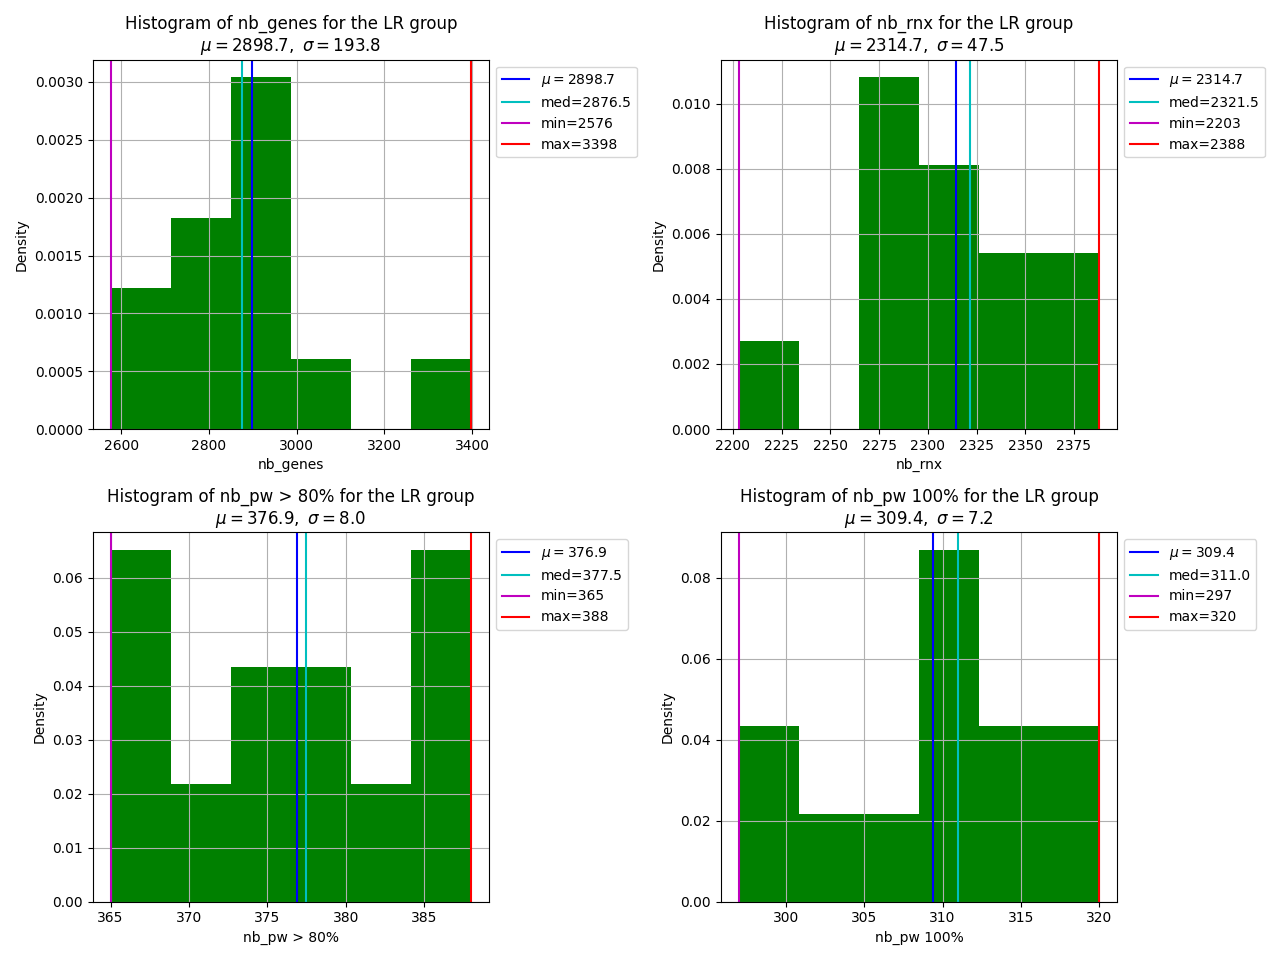 Histogram of nb_genes for the LR group
μ = 2898.7, σ = 193.8
0.0030
0.0025
0.0020
0.0015
0.0010
0.0005
0.0000
Density
2600 2800 3000 3200 3400
nb_genes
μ = 2898.7
med=2876.5
min=2576
max=3398
Histogram of nb_rnx for the LR group
μ = 2314.7, σ = 47.5
0.010
0.008
0.006
0.004
0.002
0.000
Density
2200 2225 2250 2275 2300 2325 2350 2375
nb_rnx
μ = 2314.7
med=2321.5
min=2203
max=2388
Histogram of nb_pw > 80% for the LR group
μ = 376.9, σ = 8.0
0.06
0.05
0.04
0.03
0.02
0.01
0.00
Density
365 370 375 380 385
nb_pw > 80%
μ = 376.9
med=377.5
min=365
max=388
Histogram of nb_pw 100% for the LR group
μ = 309.4, σ = 7.2
0.08
0.06
0.04
0.02
0.00
Density
300 305 310 315 320
nb_pw 100%
μ = 309.4
med=311.0
min=297
max=320